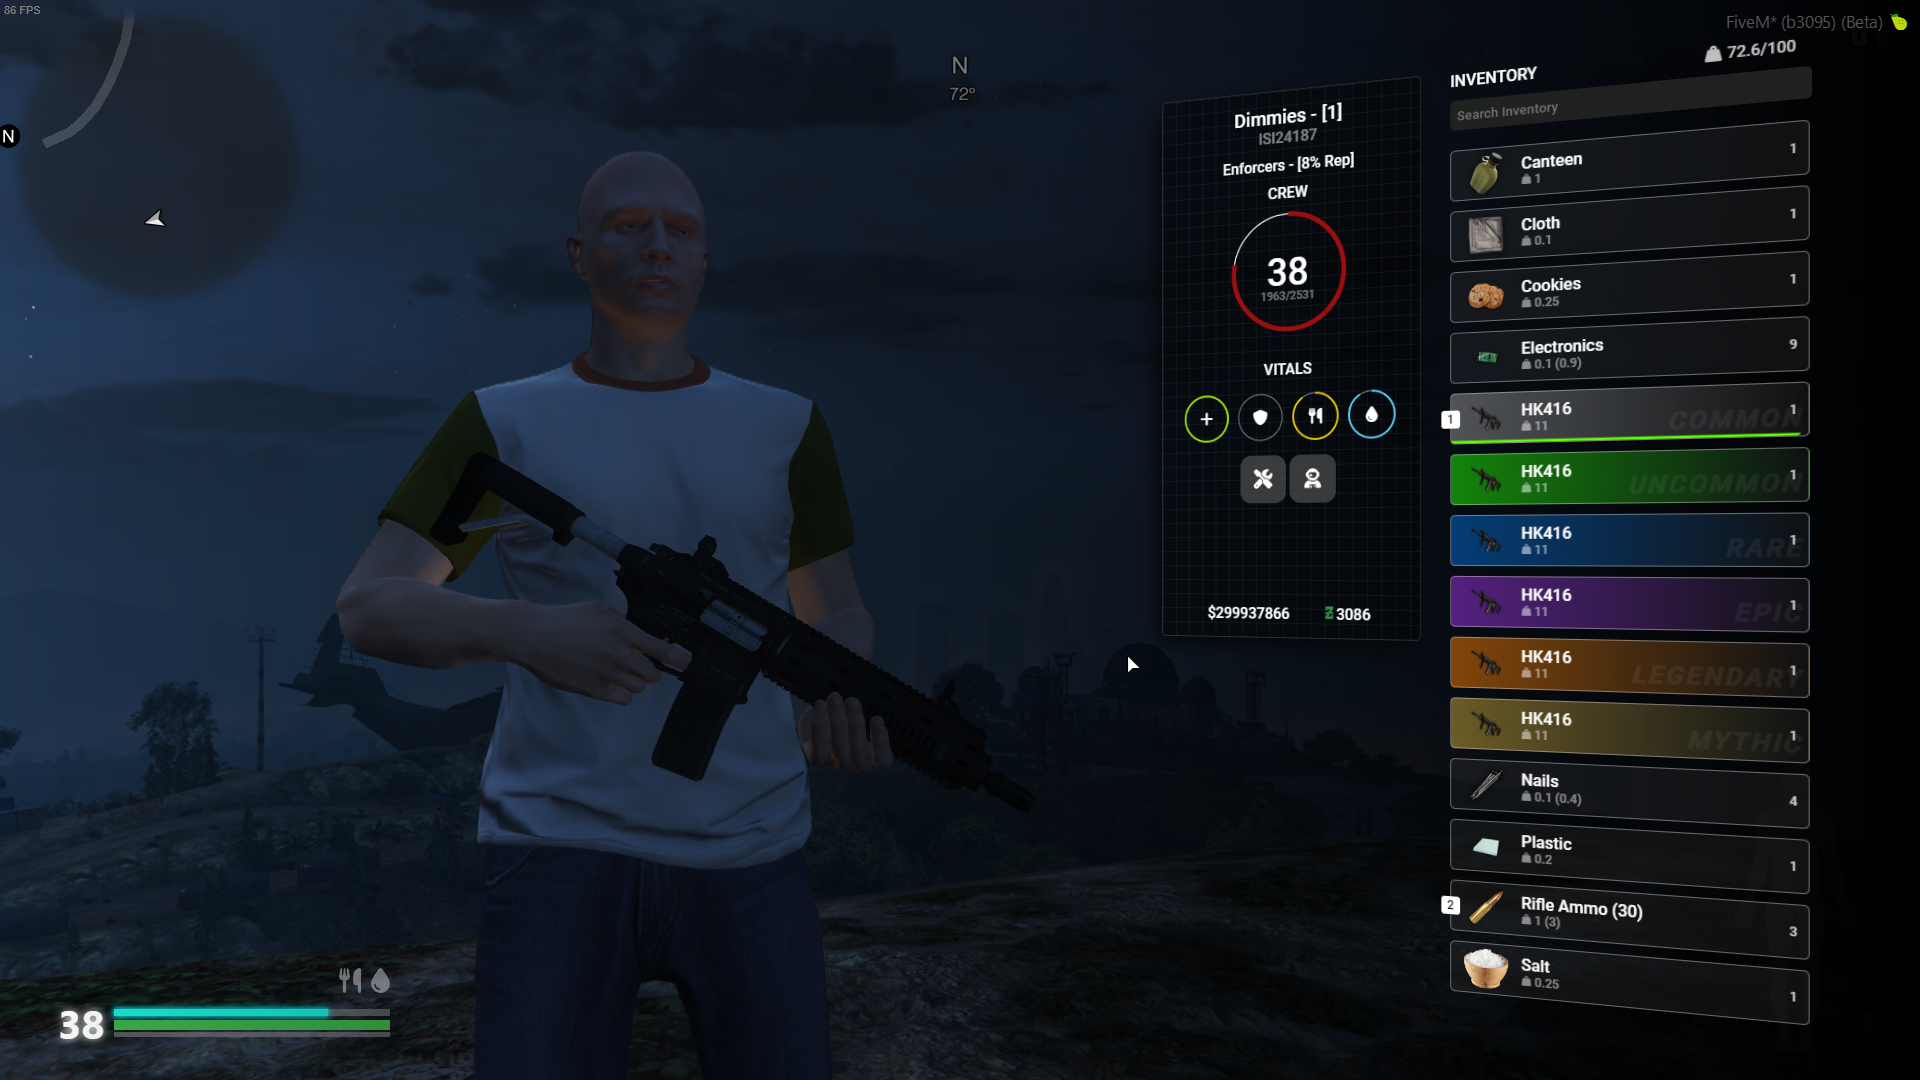 86 FPS
FiveM* (b3095) (Beta)
N
72°
N
Dimmies - [1]
ISI24187
Enforcers - [8% Rep]
CREW
38
1963/2531
VITALS
$299937866
3086
72.6/100
INVENTORY
Search Inventory
Canteen
1
1
Cloth
0.1
1
Cookies
0.25
1
Electronics
0.1 (0.9)
9
1
HK416
11
COMMON
1
HK416
11
UNCOMMON
1
HK416
11
RARE
1
HK416
11
EPIC
1
HK416
11
LEGENDARY
1
HK416
11
MYTHIC
1
Nails
0.1 (0.4)
4
Plastic
0.2
1
2
Rifle Ammo (30)
1 (3)
3
Salt
0.25
1
38